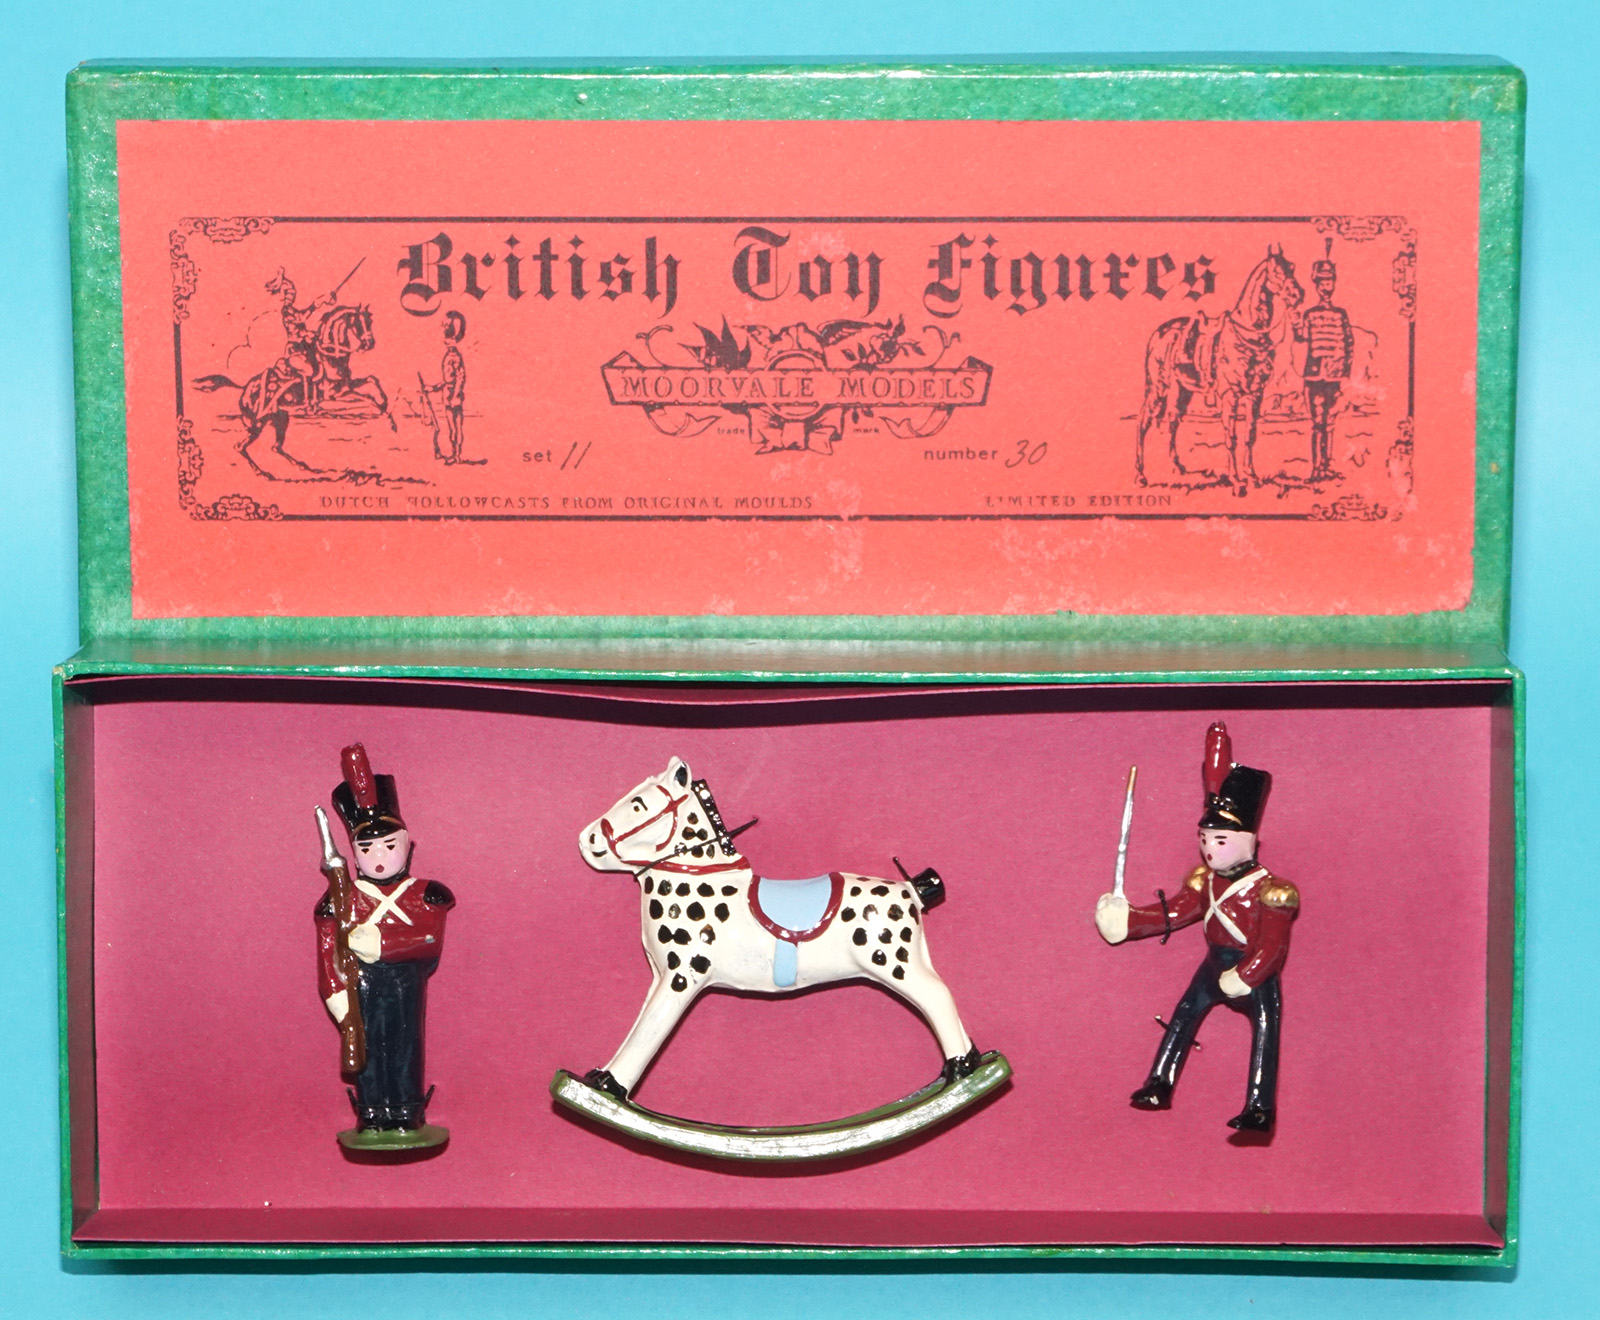 British Toy Figures
MOORVALE MODELS
trade mark
set 11 number 30
DUTCH HOLLOWCASTS FROM ORIGINAL MOULDS LIMITED EDITION